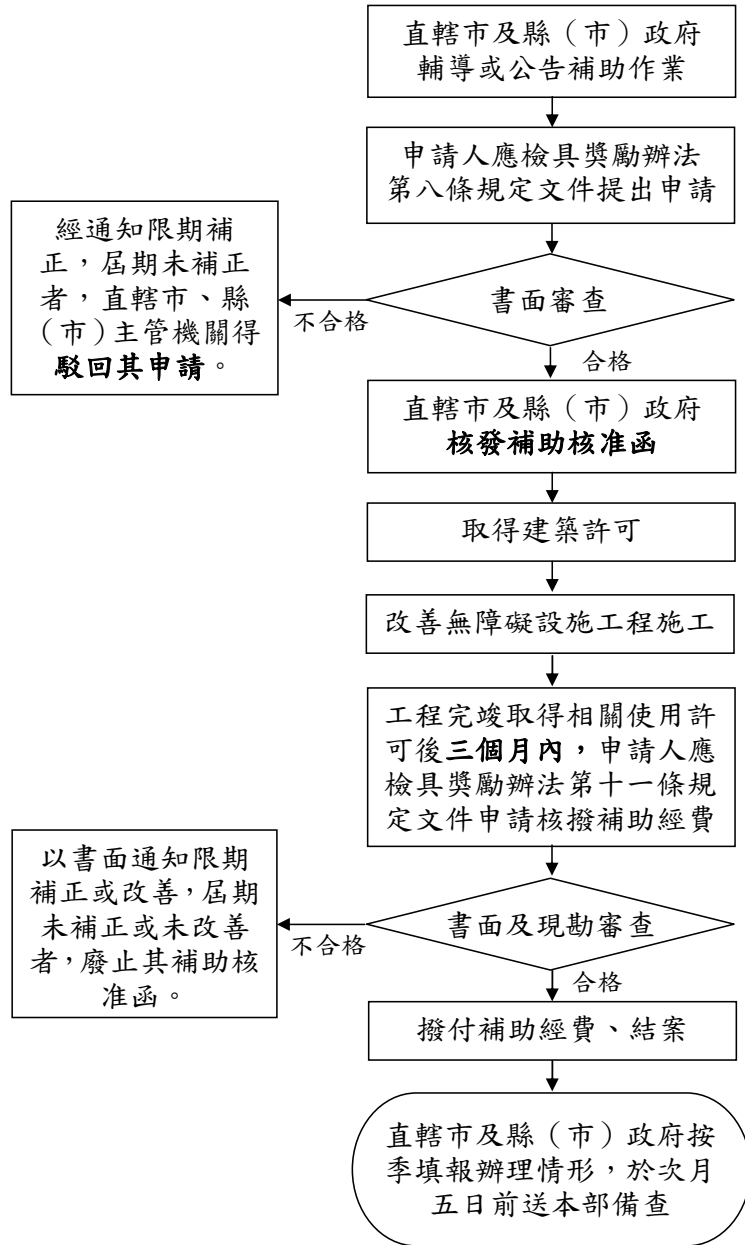 直轄市及縣（市）政府
輔導或公告補助作業
申請人應檢具獎勵辦法
第八條規定文件提出申請
書面審查
不合格
經通知限期補
正，屆期未補正
者，直轄市、縣
（市）主管機關得
駁回其申請。
合格
直轄市及縣（市）政府
核發補助核准函
取得建築許可
改善無障礙設施工程施工
工程完竣取得相關使用許
可後三個月內，申請人應
檢具獎勵辦法第十一條規
定文件申請核撥補助經費
書面及現勘審查
不合格
以書面通知限期
補正或改善，屆期
未補正或未改善
者，廢止其補助核
准函。
合格
撥付補助經費、結案
直轄市及縣（市）政府按
季填報辦理情形，於次月
五日前送本部備查